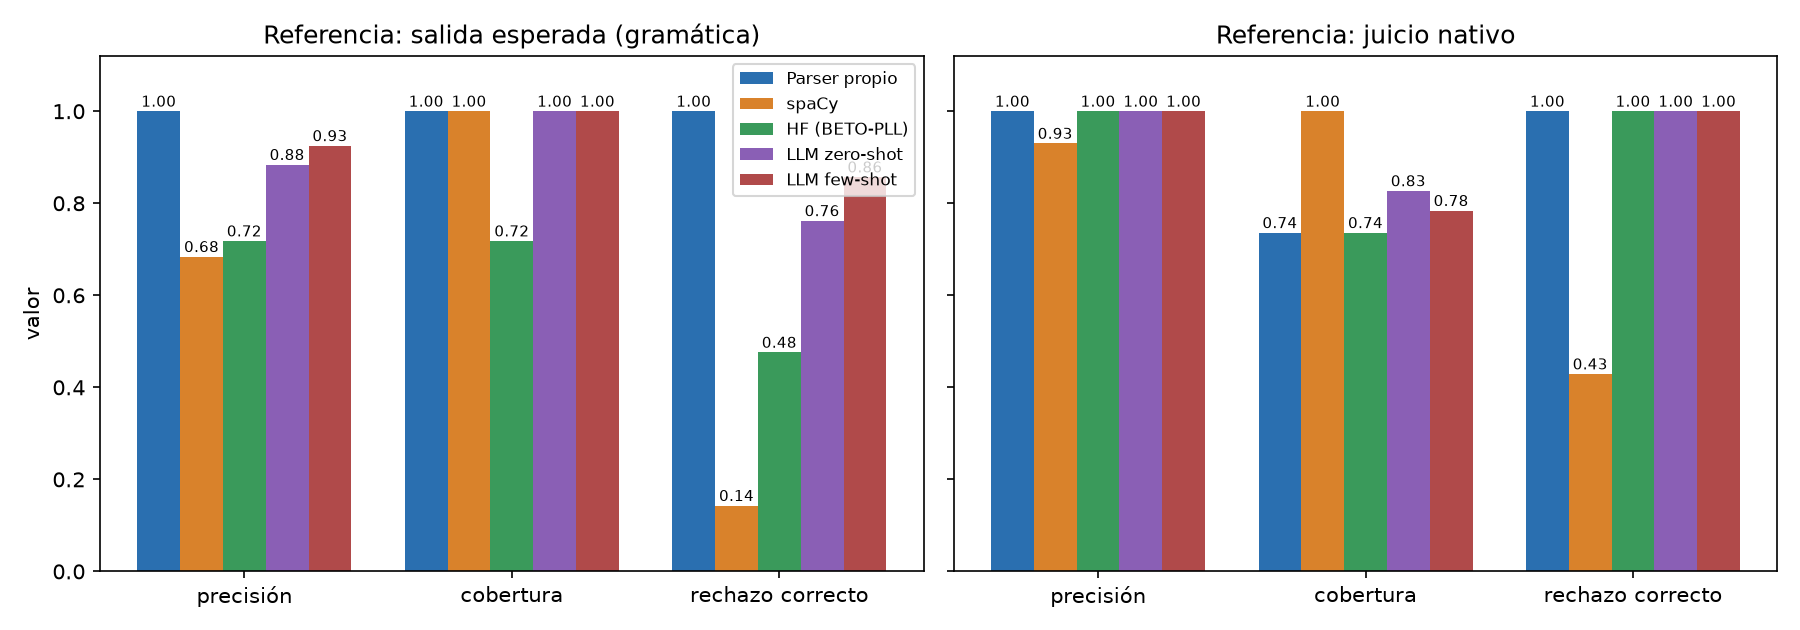 Referencia: salida esperada (gramática)
valor
1.0
0.8
0.6
0.4
0.2
0.0
1.00
0.68
0.72
0.88
0.93
1.00
1.00
0.72
1.00
1.00
1.00
0.14
0.48
0.76
0.86
Parser propio
spaCy
HF (BETO-PLL)
LLM zero-shot
LLM few-shot
precisión
cobertura
rechazo correcto
Referencia: juicio nativo
1.00
0.93
1.00
1.00
1.00
0.74
1.00
0.74
0.83
0.78
1.00
0.43
1.00
1.00
1.00
precisión
cobertura
rechazo correcto